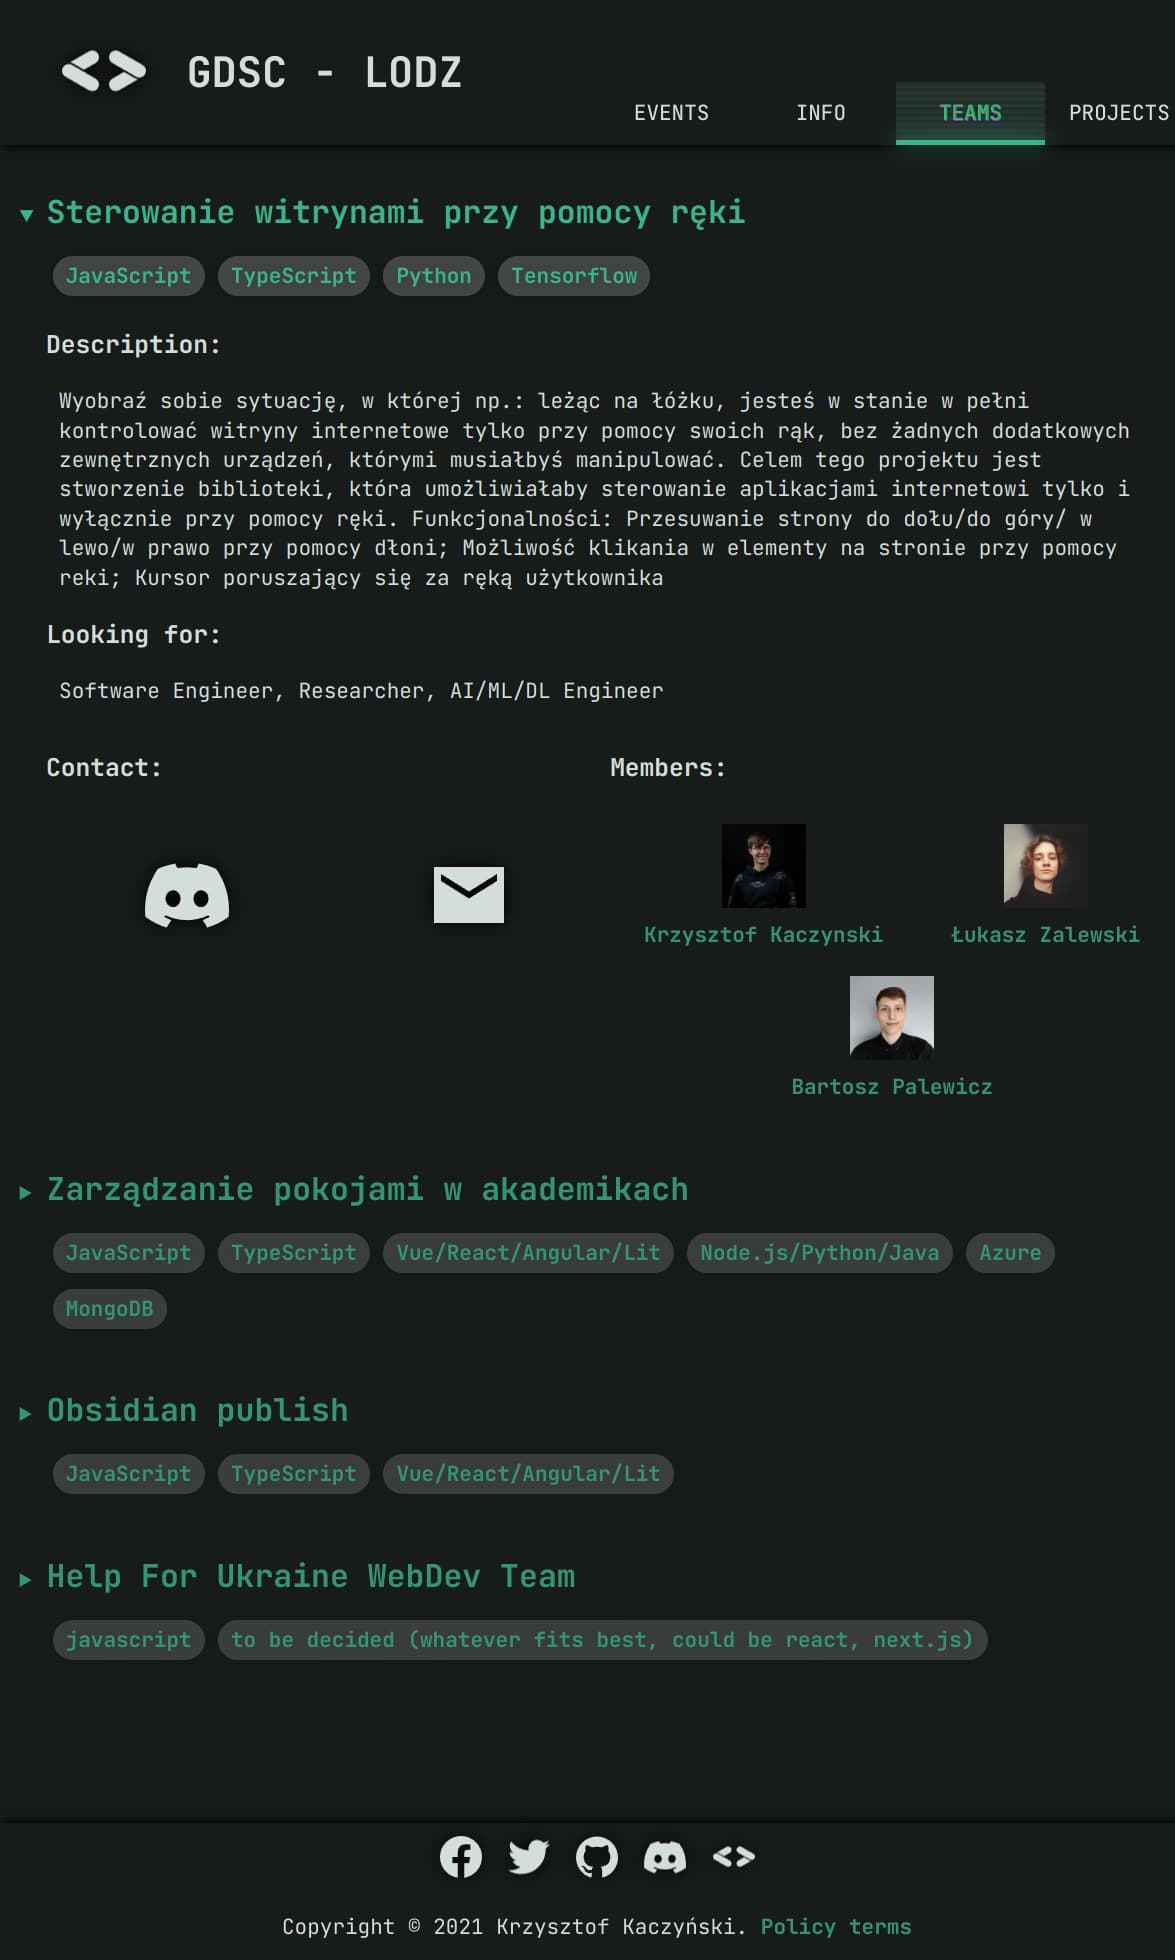 GDSC - LODZ
EVENTS INFO TEAMS PROJECTS
Sterowanie witrynami przy pomocy ręki
JavaScript TypeScript Python Tensorflow
Description:
Wyobraź sobie sytuację, w której np.: leżąc na łóżku, jesteś w stanie w pełni
kontrolować witryny internetowe tylko przy pomocy swoich rąk, bez żadnych dodatkowych
zewnętrznych urządzeń, którymi musiałbyś manipulować. Celem tego projektu jest
stworzenie biblioteki, która umożliwiałaby sterowanie aplikacjami internetowi tylko i
wyłącznie przy pomocy ręki. Funkcjonalności: Przesuwanie strony do dołu/do góry/ w
lewo/w prawo przy pomocy dłoni; Możliwość klikania w elementy na stronie przy pomocy
reki; Kursor poruszający się za ręką użytkownika
Looking for:
Software Engineer, Researcher, AI/ML/DL Engineer
Contact:
Members:
Krzysztof Kaczynski
Łukasz Zalewski
Bartosz Palewicz
Zarządzanie pokojami w akademikach
JavaScript TypeScript Vue/React/Angular/Lit Node.js/Python/Java Azure
MongoDB
Obsidian publish
JavaScript TypeScript Vue/React/Angular/Lit
Help For Ukraine WebDev Team
javascript to be decided (whatever fits best, could be react, next.js)
Copyright © 2021 Krzysztof Kaczyński. Policy terms